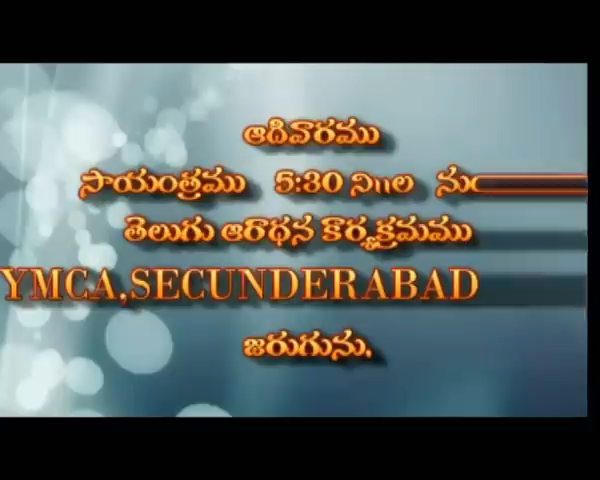 ఆదివారము
సాయంత్రము 5:30 ని॥ల
తెలుగు ఆరాధన కార్యక్రమము
YMCA,SECUNDERABAD
జరుగును.